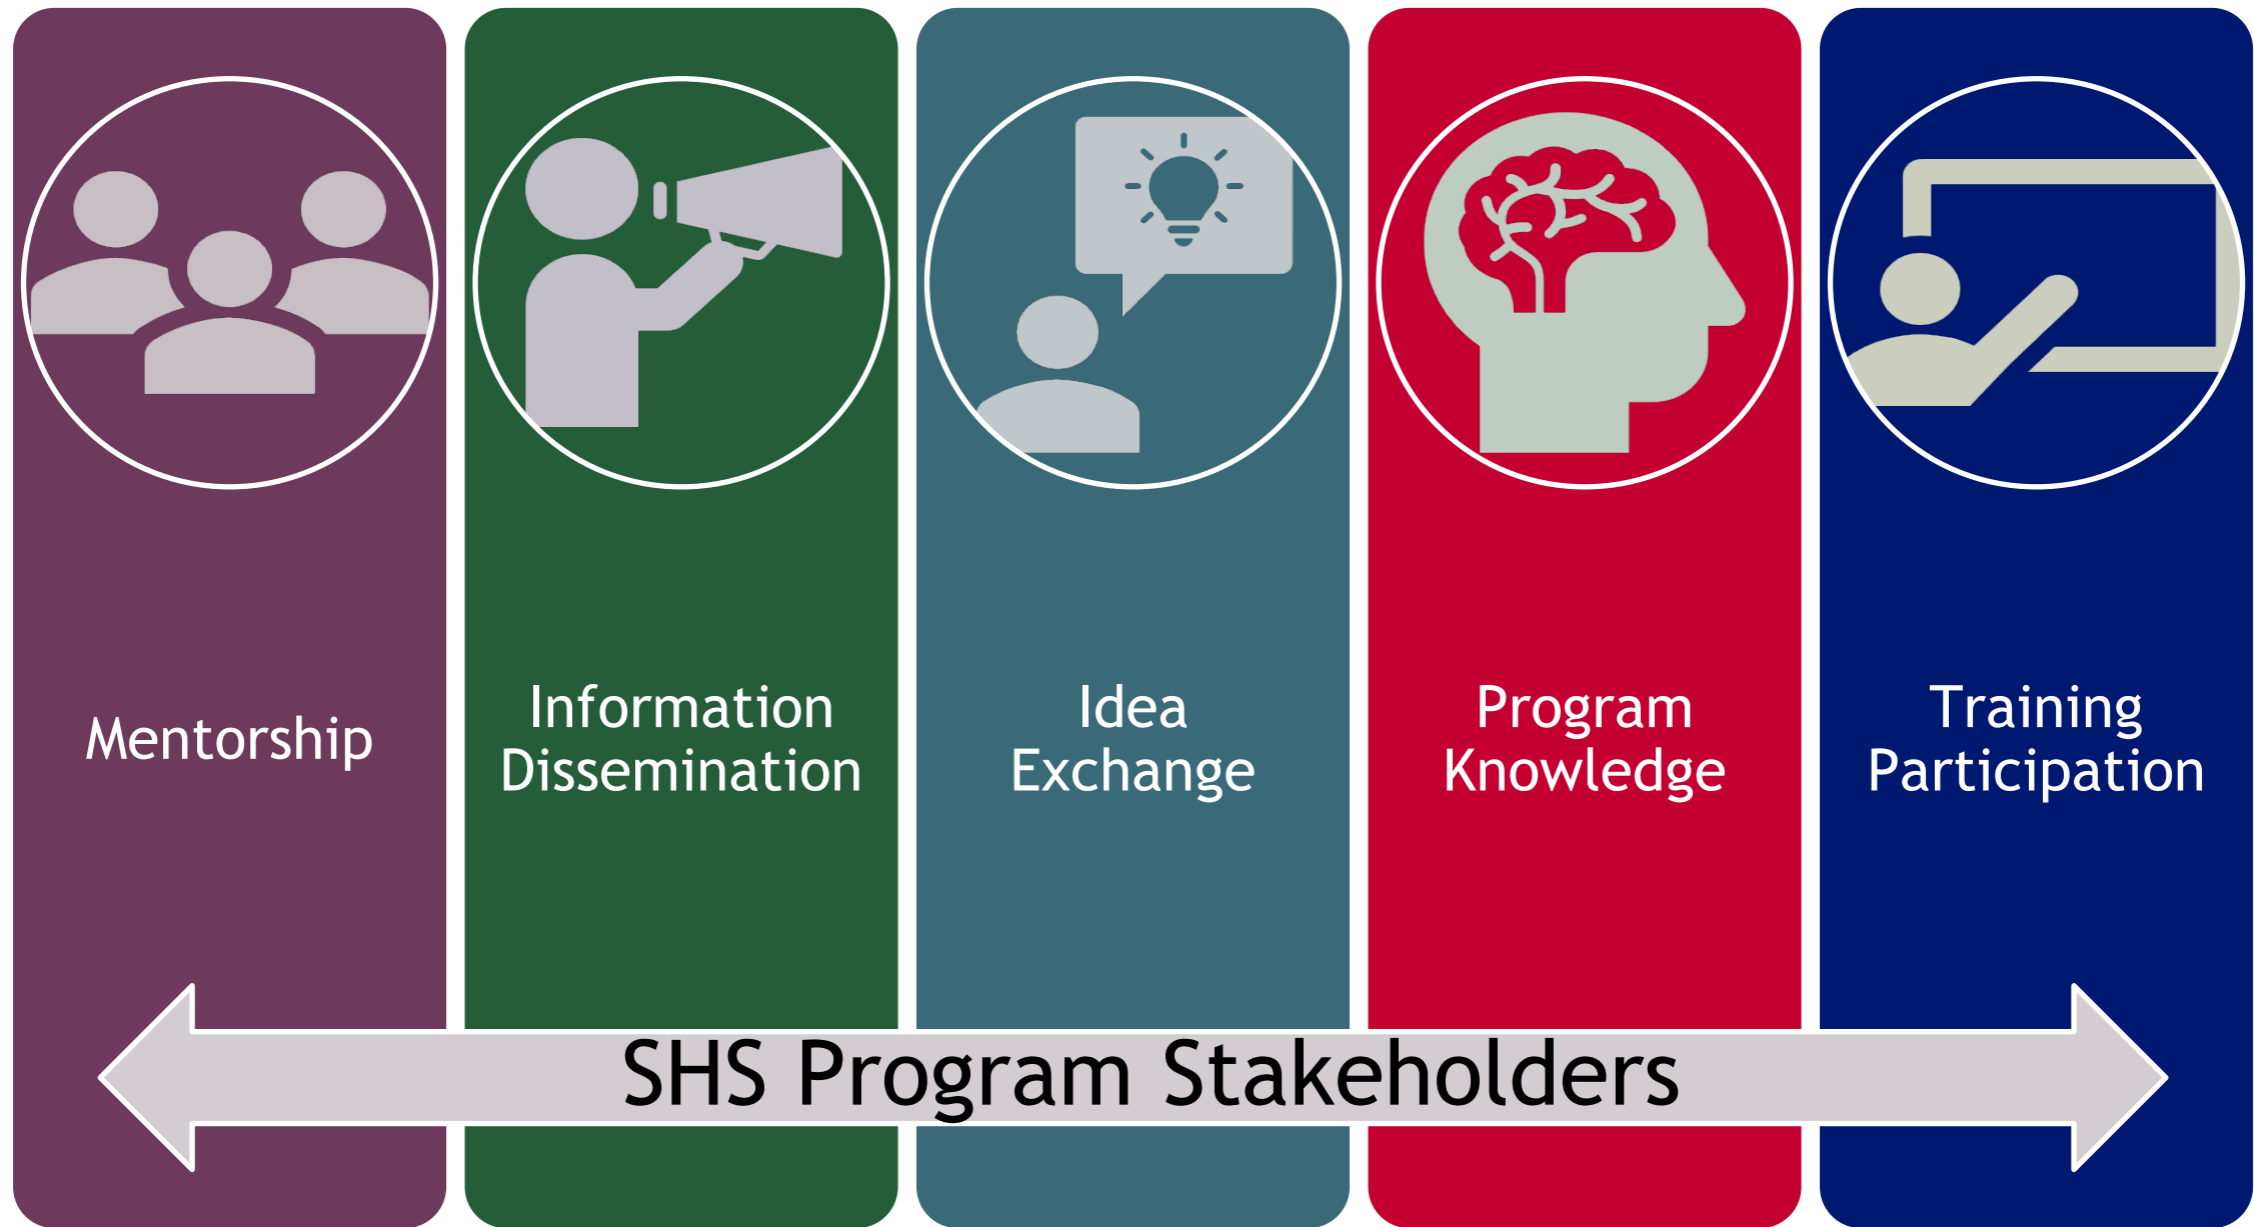 Mentorship
Information
Dissemination
Idea
Exchange
Program
Knowledge
Training
Participation
SHS Program Stakeholders